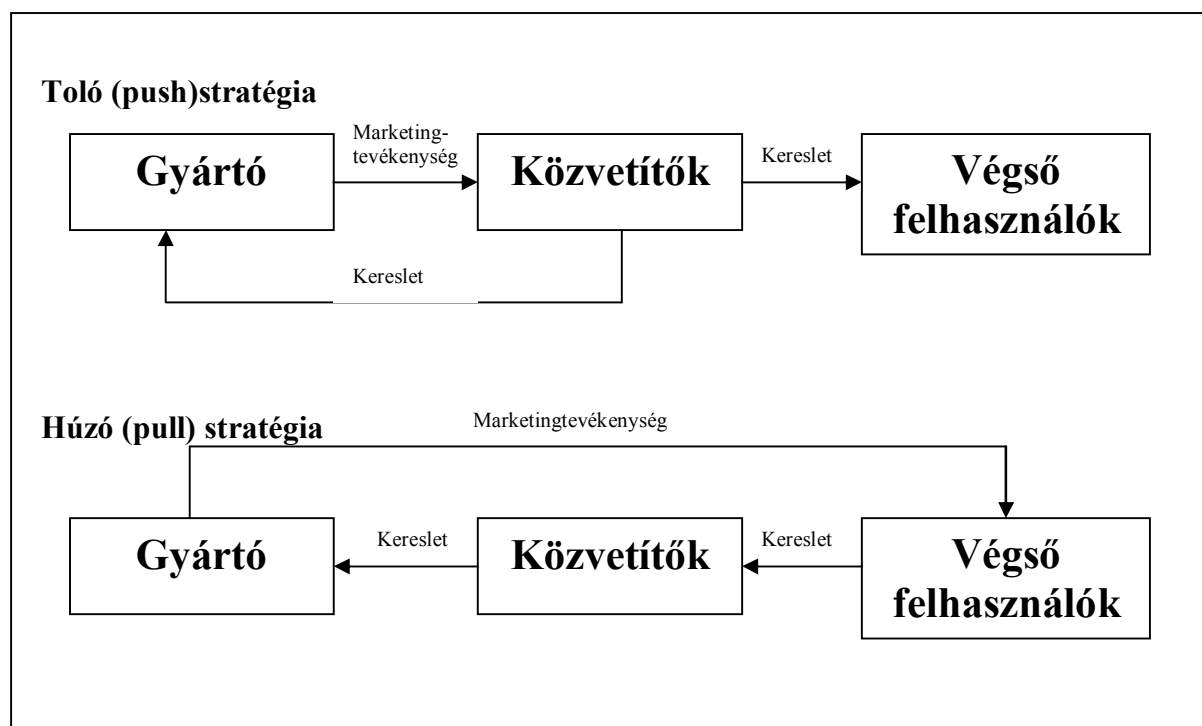 Toló (push)stratégia
Marketing-
tevékenység
Gyártó
Közvetítők
Kereslet
Végső
felhasználók
Kereslet
Húzó (pull) stratégia
Marketingtevékenység
Gyártó
Kereslet
Közvetítők
Kereslet
Végső
felhasználók